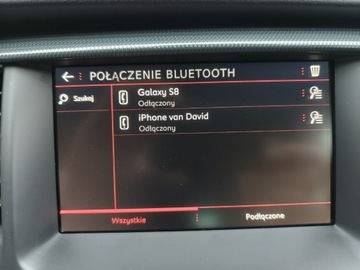 POŁĄCZENIE BLUETOOTH
Szukaj
Galaxy S8
Odłączony
iPhone van David
Odłączony
Wszystkie
Podłączone